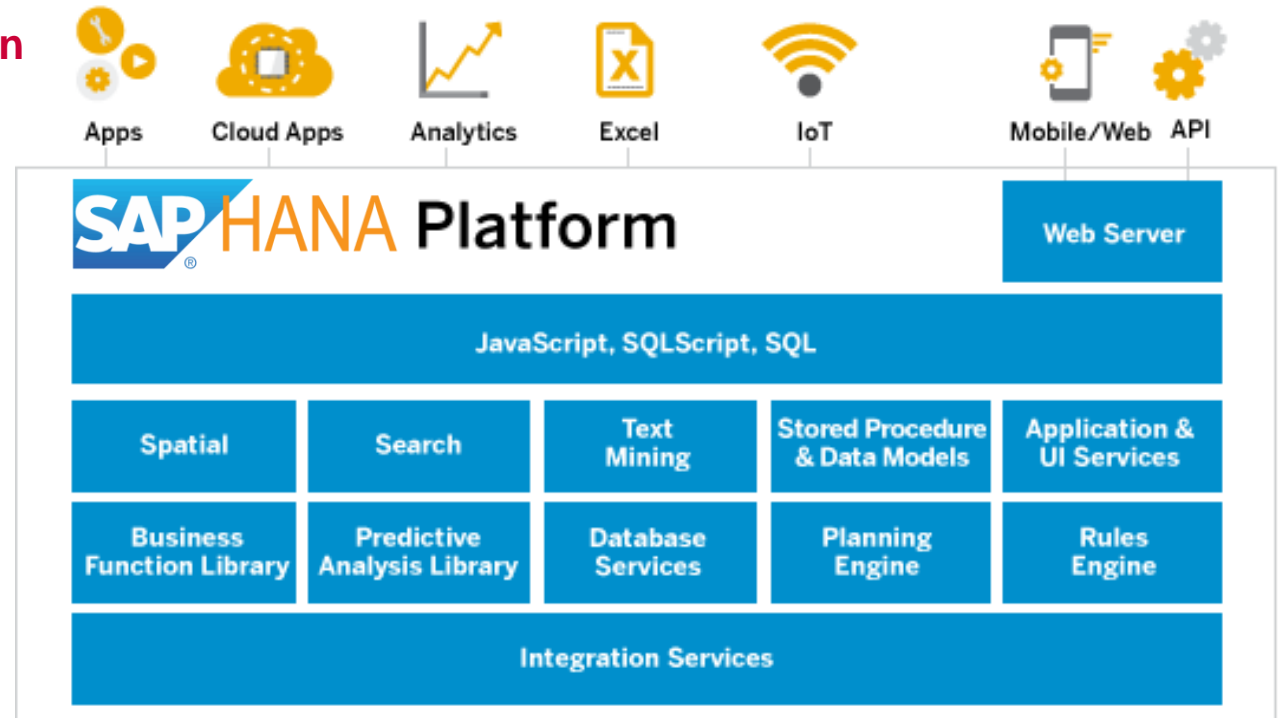 n
Apps
Cloud Apps
Analytics
X
Excel
IoT
Mobile/Web
API
SAP HANA Platform
®
Web Server
JavaScript, SQLScript, SQL
Spatial
Search
Text
Mining
Stored Procedure
& Data Models
Application &
UI Services
Business
Function Library
Predictive
Analysis Library
Database
Services
Planning
Engine
Rules
Engine
Integration Services